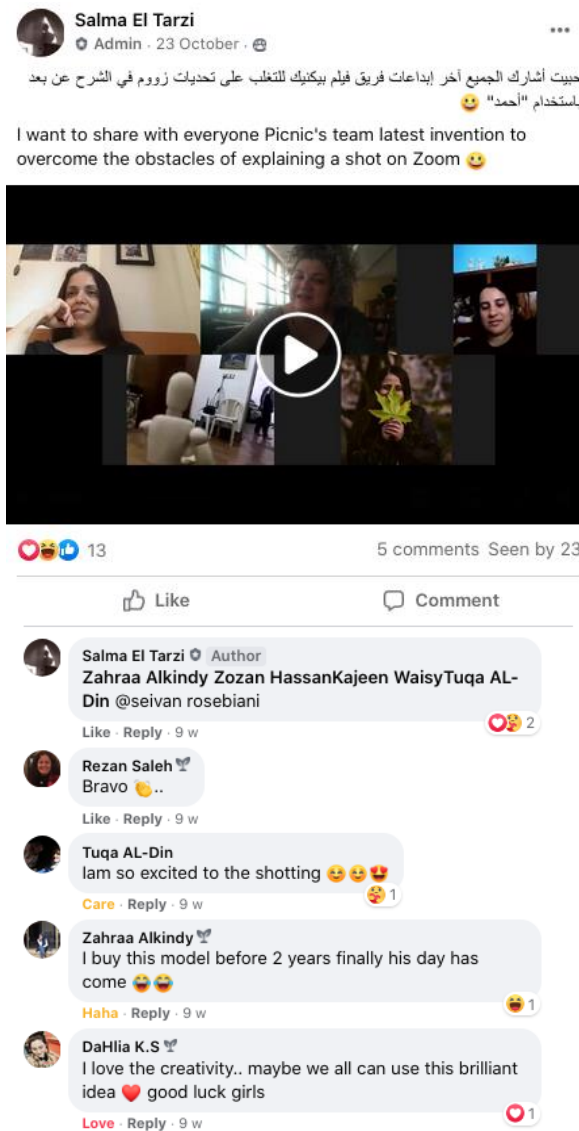 Salma El Tarzi
Admin · 23 October ·
حبيت أشارك الجميع آخر إبداعات فريق فيلم بيكنيك للتغلب على تحديات زووم في الشرح عن بعد
باستخدام "أحمد" 😃
I want to share with everyone Picnic's team latest invention to
overcome the obstacles of explaining a shot on Zoom 😃
13
5 comments Seen by 23
Like
Comment
Salma El Tarzi Author
Zahraa Alkindy Zozan HassanKajeen WaisyTuqa AL-
Din @seivan rosebiani
2
Like · Reply · 9 w
Rezan Saleh
Bravo 👏..
Like · Reply · 9 w
Tuqa AL-Din
Iam so excited to the shotting 😊😊😍
1
Care · Reply · 9 w
Zahraa Alkindy
I buy this model before 2 years finally his day has
come 😂😂
1
Haha · Reply · 9 w
DaHlia K.S
I love the creativity.. maybe we all can use this brilliant
idea ❤️ good luck girls
1
Love · Reply · 9 w